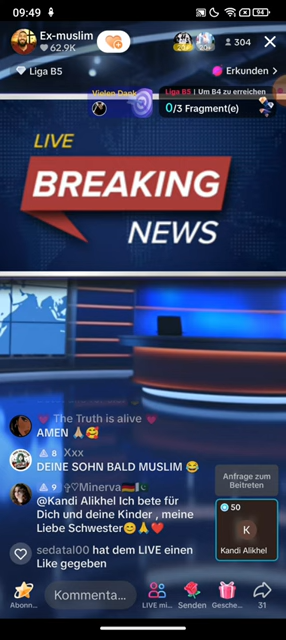 09:49
94
Ex-muslim
62.9K
304
Liga B5
Erkunden >
Vielen Dank
Liga B5 | Um B4 zu erreichen
0/3 Fragment(e)
LIVE
BREAKING
NEWS
The Truth is alive
AMEN 🙏🥰
8 Xxx
DEINE SOHN BALD MUSLIM 😂
9 ✞♡Minerva🇩🇪🇵🇰
@Kandi Alikhel Ich bete für
Dich und deine Kinder , meine
Liebe Schwester😊🙏❤️
sedatal00 hat dem LIVE einen
Like gegeben
Anfrage zum
Beitreten
50
K
Kandi Alikhel
Abonn...
Kommenta...
LIVE mi...
Senden
Gesche...
31